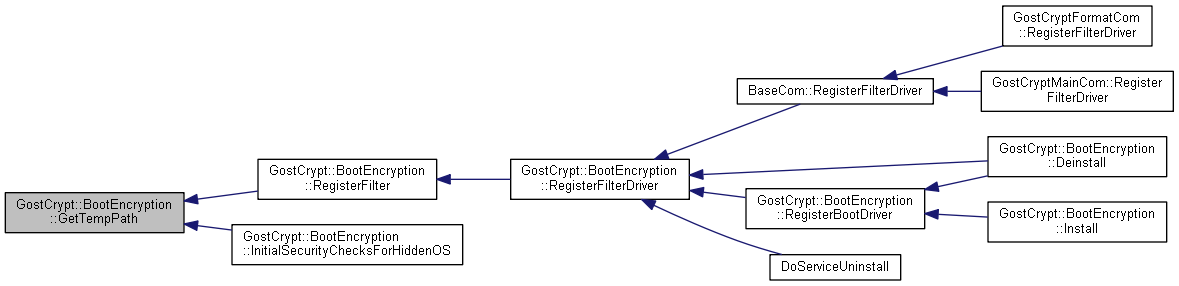 GostCryptFormatCom
::RegisterFilterDriver
BaseCom::RegisterFilterDriver
GostCryptMainCom::Register
FilterDriver
GostCrypt::BootEncryption
::Deinstall
GostCrypt::BootEncryption
::RegisterFilter
GostCrypt::BootEncryption
::RegisterFilterDriver
GostCrypt::BootEncryption
::GetTempPath
GostCrypt::BootEncryption
::RegisterBootDriver
GostCrypt::BootEncryption
::Install
GostCrypt::BootEncryption
::InitialSecurityChecksForHiddenOS
DoServiceUninstall